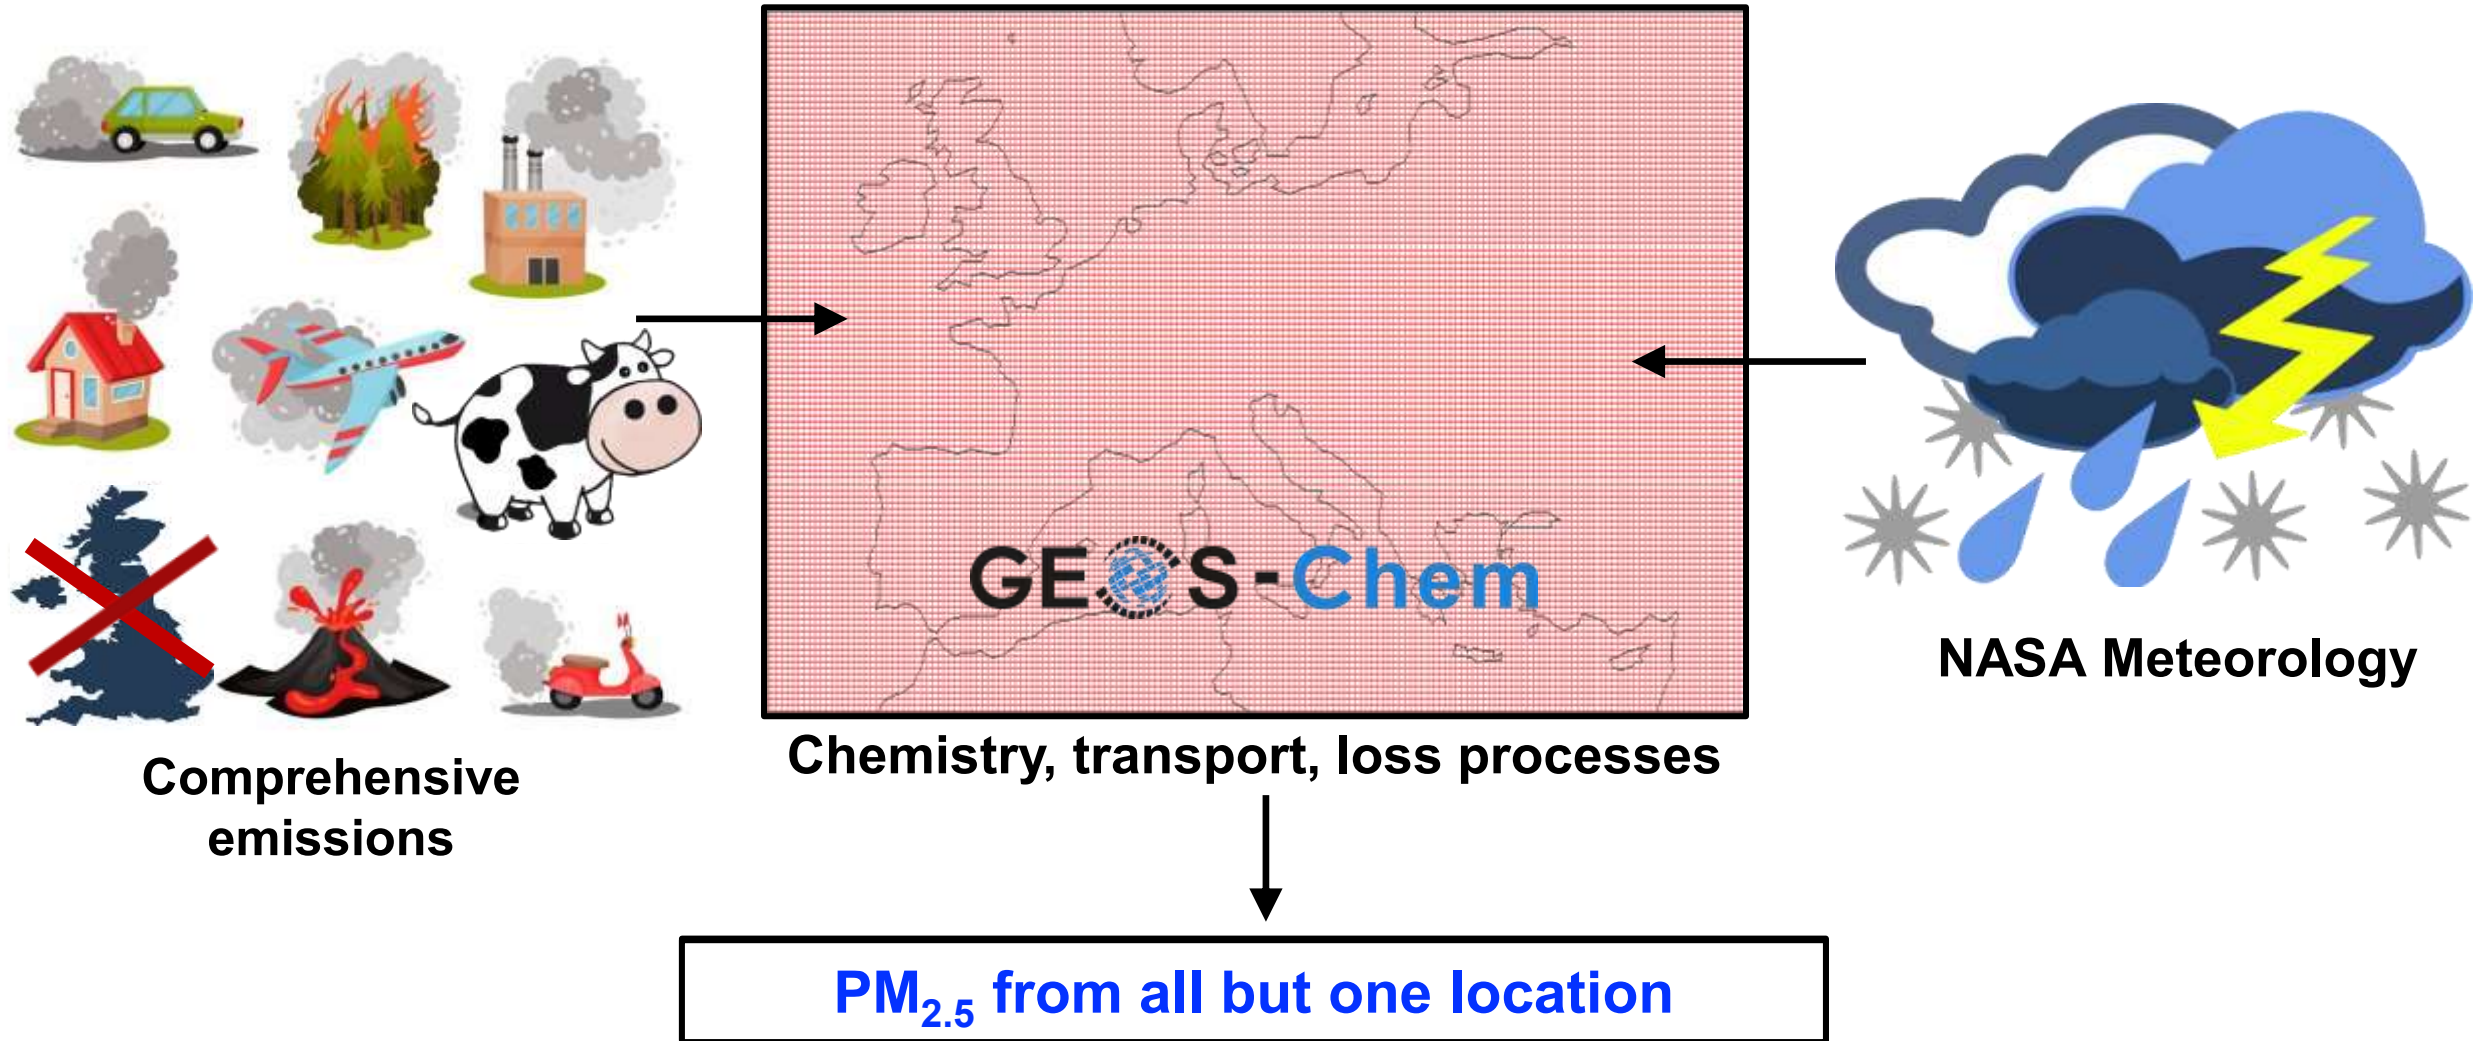 GEOS-Chem
NASA Meteorology
Chemistry, transport, loss processes
Comprehensive
emissions
PM2.5 from all but one location